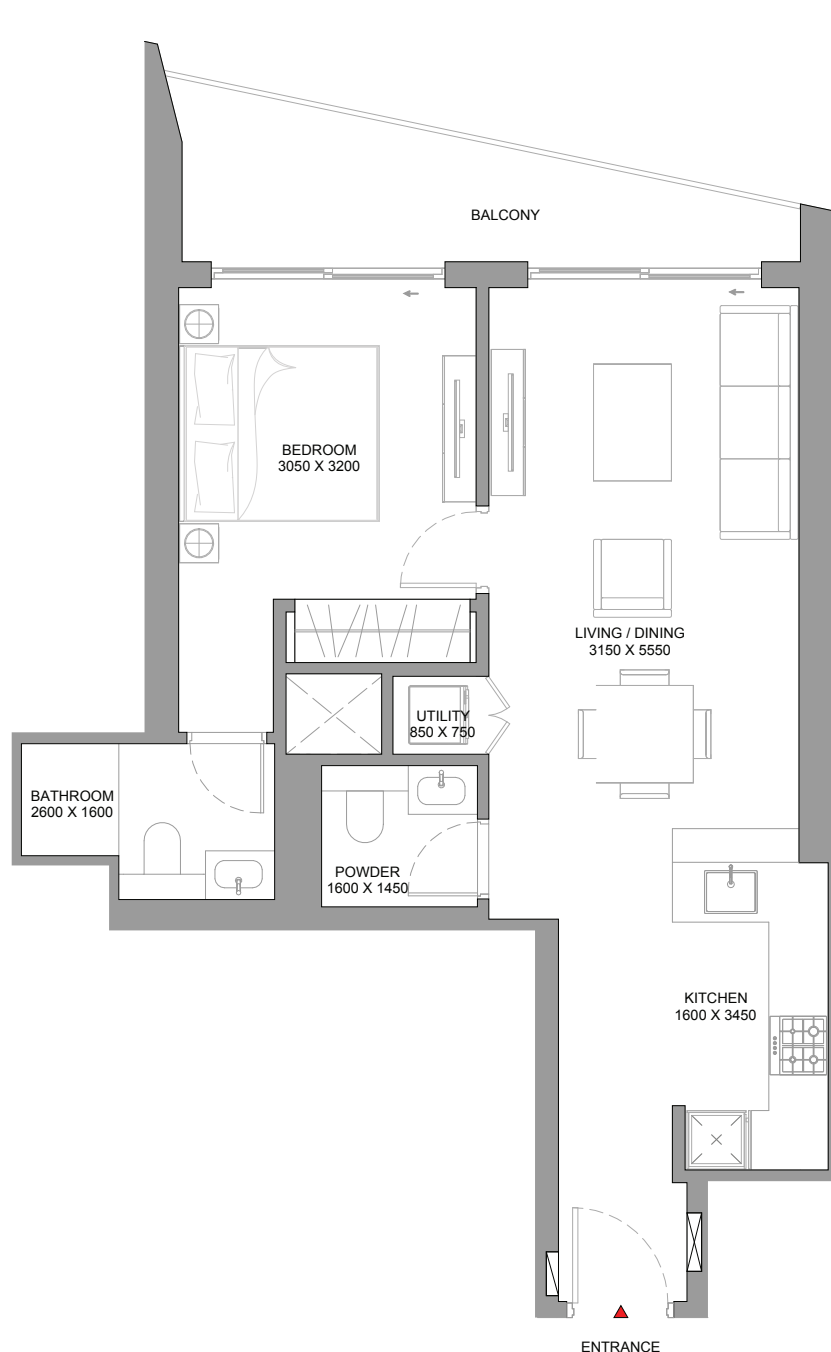 BALCONY
BEDROOM
3050 X 3200
LIVING / DINING
3150 X 5550
UTILITY
850 X 750
BATHROOM
2600 X 1600
POWDER
1600 X 1450
KITCHEN
1600 X 3450
ENTRANCE